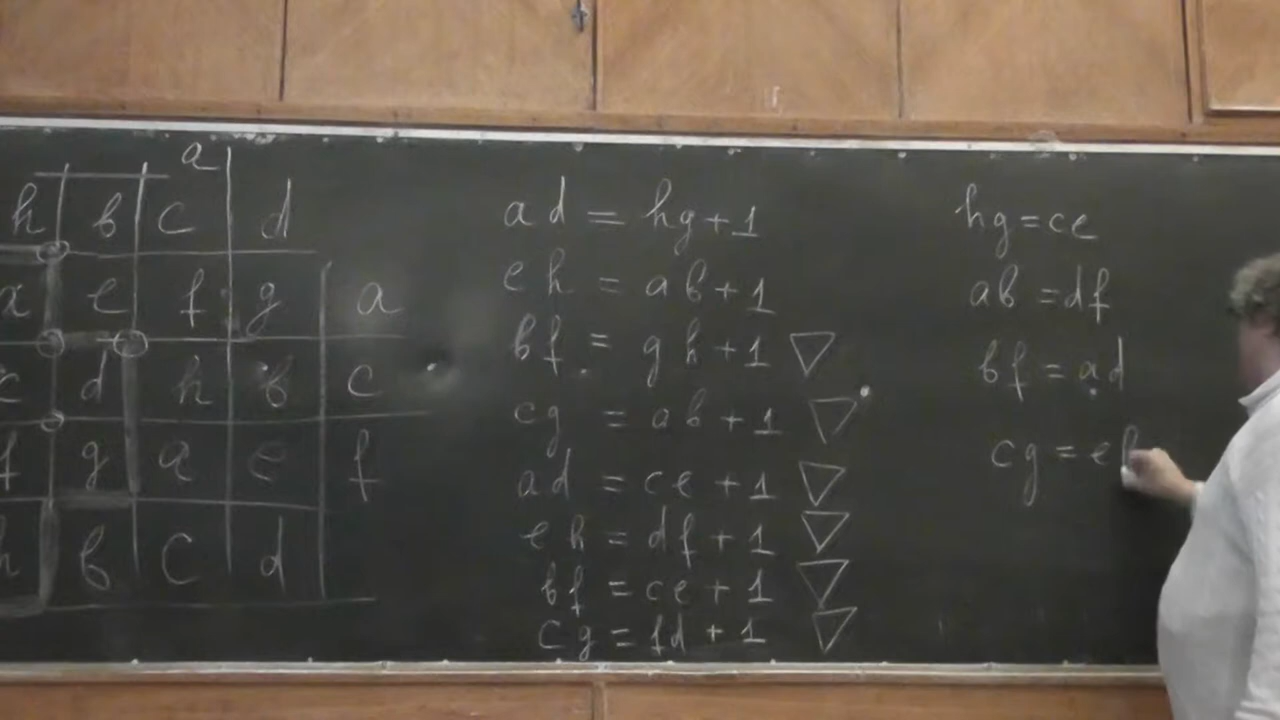 a
h b c d
a e f g a
c d h b c
f g a e f
h b c d
ad = hg+1
eh = ab+1
bf = gh+1 ▽
cg = ab+1 ▽
ad = ce+1 ▽
eh = df+1 ▽
bf = ce+1 ▽
cg = fd+1 ▽
hg=ce
ab=df
bf=ad
cg=eh